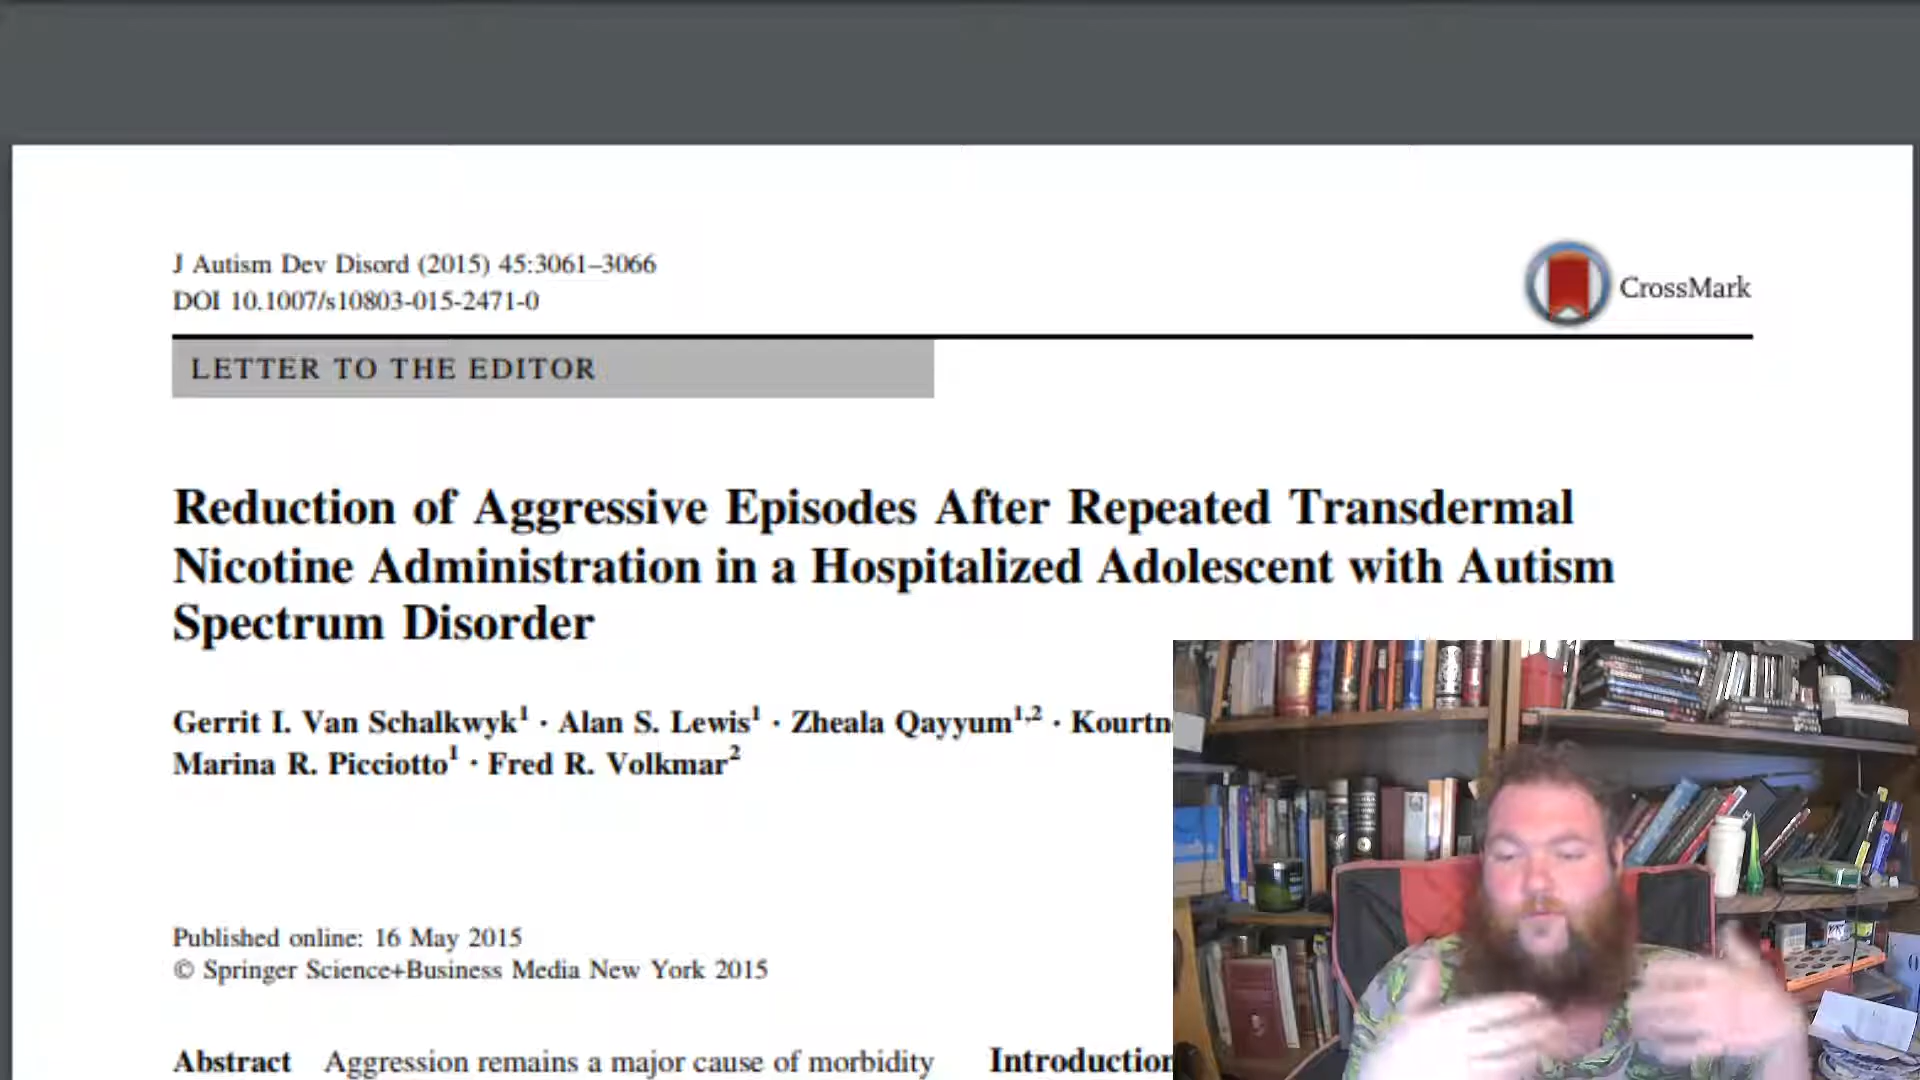 J Autism Dev Disord (2015) 45:3061–3066
DOI 10.1007/s10803-015-2471-0
CrossMark
LETTER TO THE EDITOR
Reduction of Aggressive Episodes After Repeated Transdermal
Nicotine Administration in a Hospitalized Adolescent with Autism
Spectrum Disorder
Gerrit I. Van Schalkwyk¹ · Alan S. Lewis¹ · Zheala Qayyum¹,² · Kourtn
Marina R. Picciotto¹ · Fred R. Volkmar²
Published online: 16 May 2015
© Springer Science+Business Media New York 2015
Abstract Aggression remains a major cause of morbidity
Introduction